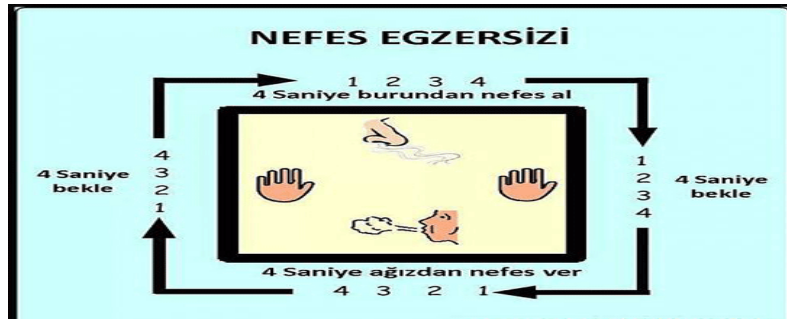 NEFES EGZERSİZİ
1 2 3 4
4 Saniye burundan nefes al
4 Saniye
bekle
1
2
3
4
4 Saniye ağızdan nefes ver
4 3 2 1
4 Saniye
bekle
4
3
2
1